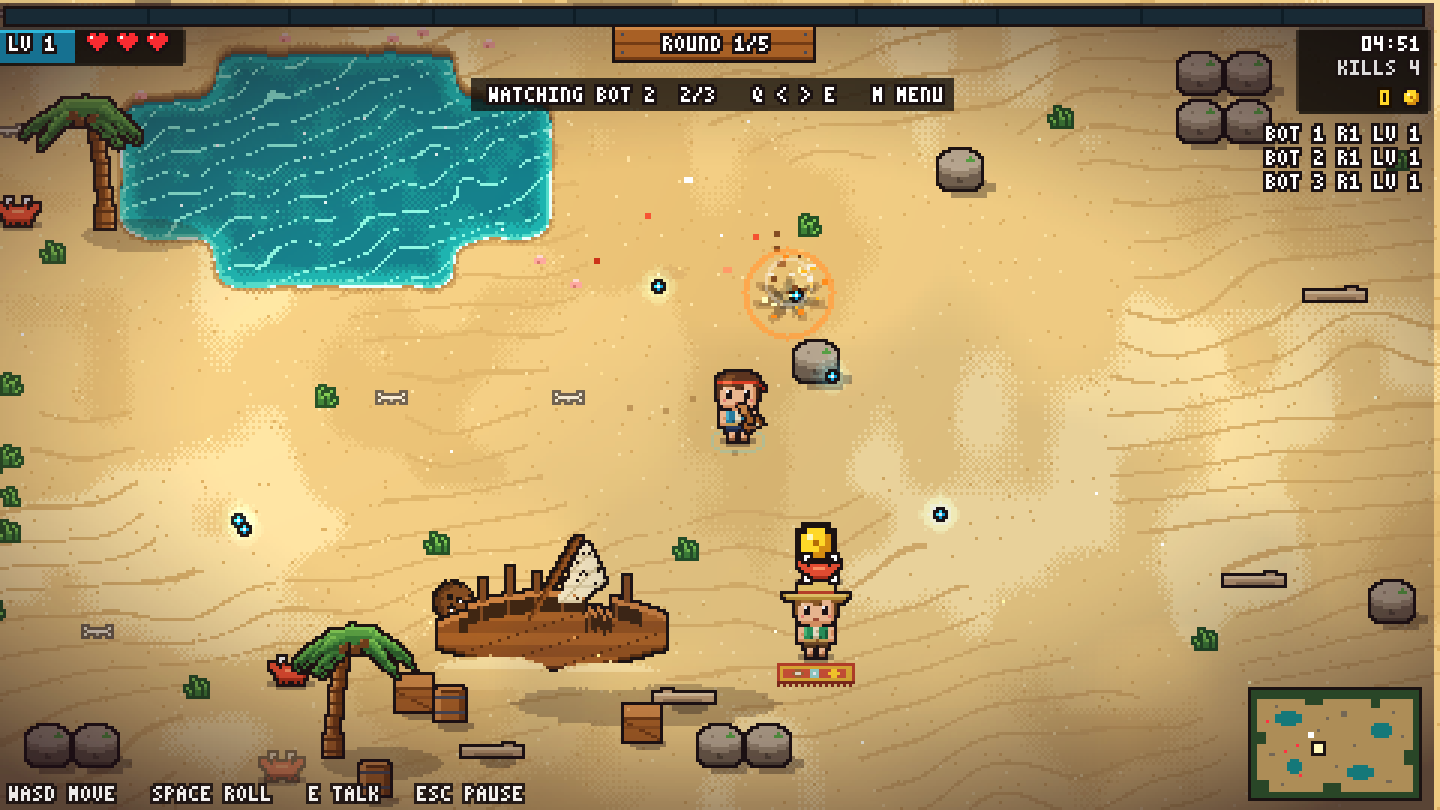 LV 1
ROUND 1/5
04:51
KILLS 4
0
WATCHING BOT 2 2/3 Q < > E M MENU
BOT 1 R1 LV 1
BOT 2 R1 LV 1
BOT 3 R1 LV 1
WASD MOVE SPACE ROLL E TALK ESC PAUSE